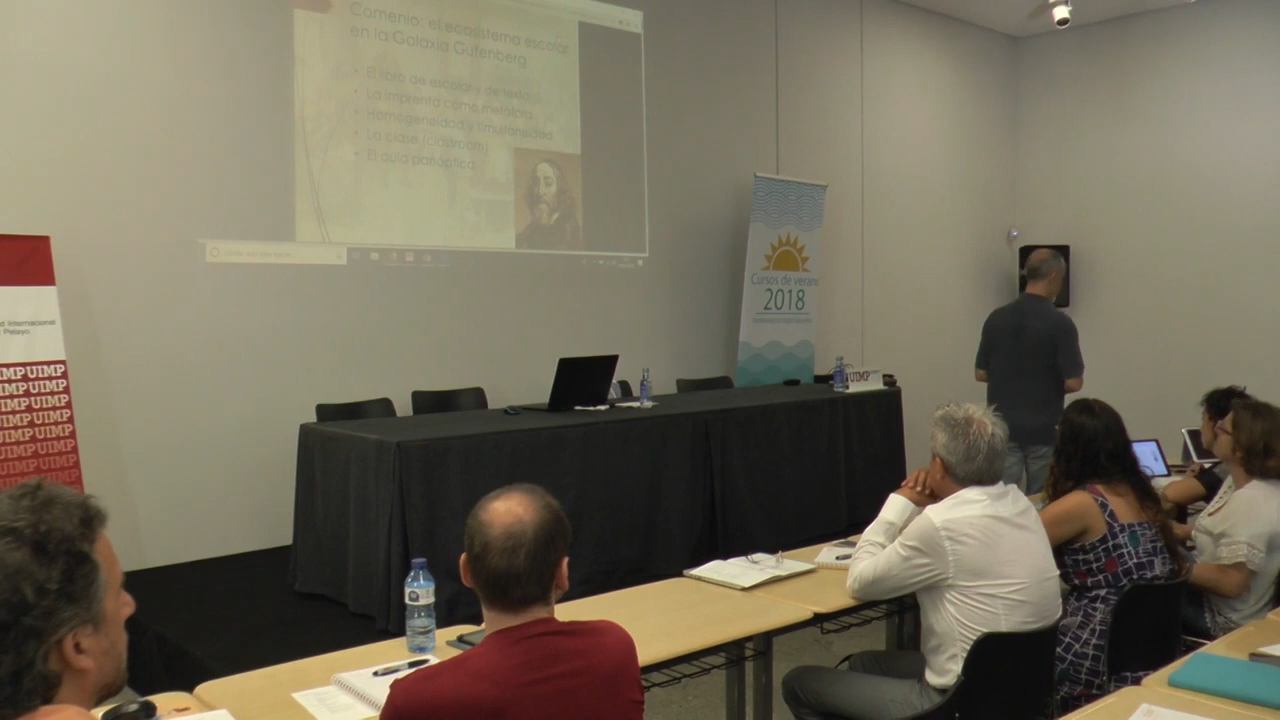 Comenio: el ecosistema escolar
en la Galaxia Gutenberg
• El libro de escolar y de texto
• La imprenta como metáfora
• Homogeneidad y simultaneidad
• La clase (classroom)
• El aula panóptica
Cursos de verano
2018
Internacional
Pelayo
UIMP UIMP
UIMP UIMP
UIMP UIMP
UIMP UIMP
UIMP UIMP
UIMP UIMP
UIMP UIMP
UIMP